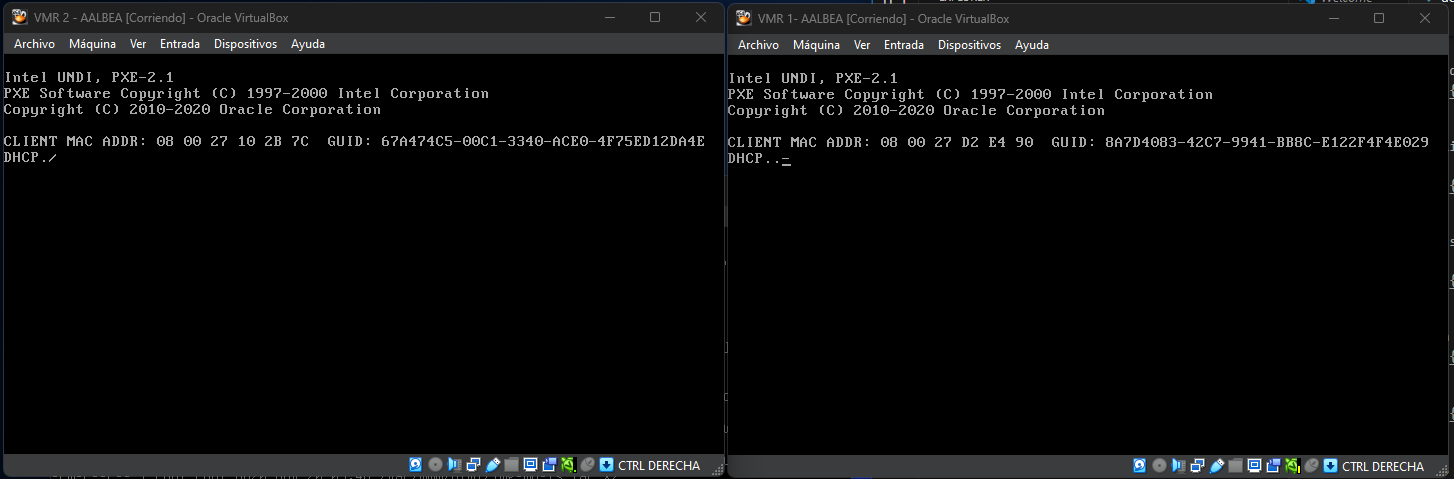 VMR 2 - AALBEA [Corriendo] - Oracle VirtualBox
Archivo Máquina Ver Entrada Dispositivos Ayuda
Intel UNDI, PXE-2.1
PXE Software Copyright (C) 1997-2000 Intel Corporation
Copyright (C) 2010-2020 Oracle Corporation
CLIENT MAC ADDR: 08 00 27 10 2B 7C GUID: 67A474C5-00C1-3340-ACE0-4F75ED12DA4E
DHCP./
CTRL DERECHA
VMR 1- AALBEA [Corriendo] - Oracle VirtualBox
Archivo Máquina Ver Entrada Dispositivos Ayuda
Intel UNDI, PXE-2.1
PXE Software Copyright (C) 1997-2000 Intel Corporation
Copyright (C) 2010-2020 Oracle Corporation
CLIENT MAC ADDR: 08 00 27 D2 E4 90 GUID: 8A7D4083-42C7-9941-BB8C-E122F4F4E029
DHCP..-
CTRL DERECHA